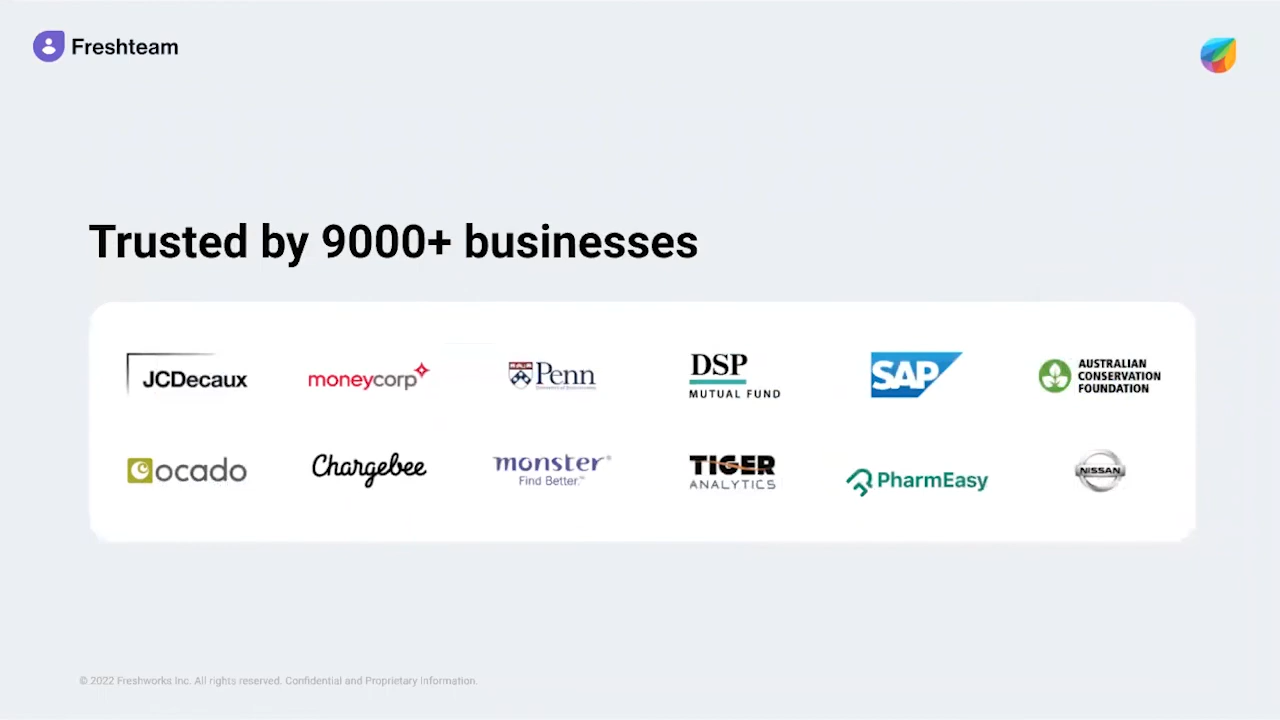 Freshteam
Trusted by 9000+ businesses
JCDecaux
moneycorp
Penn
DSP
MUTUAL FUND
SAP
AUSTRALIAN
CONSERVATION
FOUNDATION
ocado
Chargebee
monster®
Find Better.™
TIGER
ANALYTICS
PharmEasy
NISSAN
© 2022 Freshworks Inc. All rights reserved. Confidential and Proprietary Information.